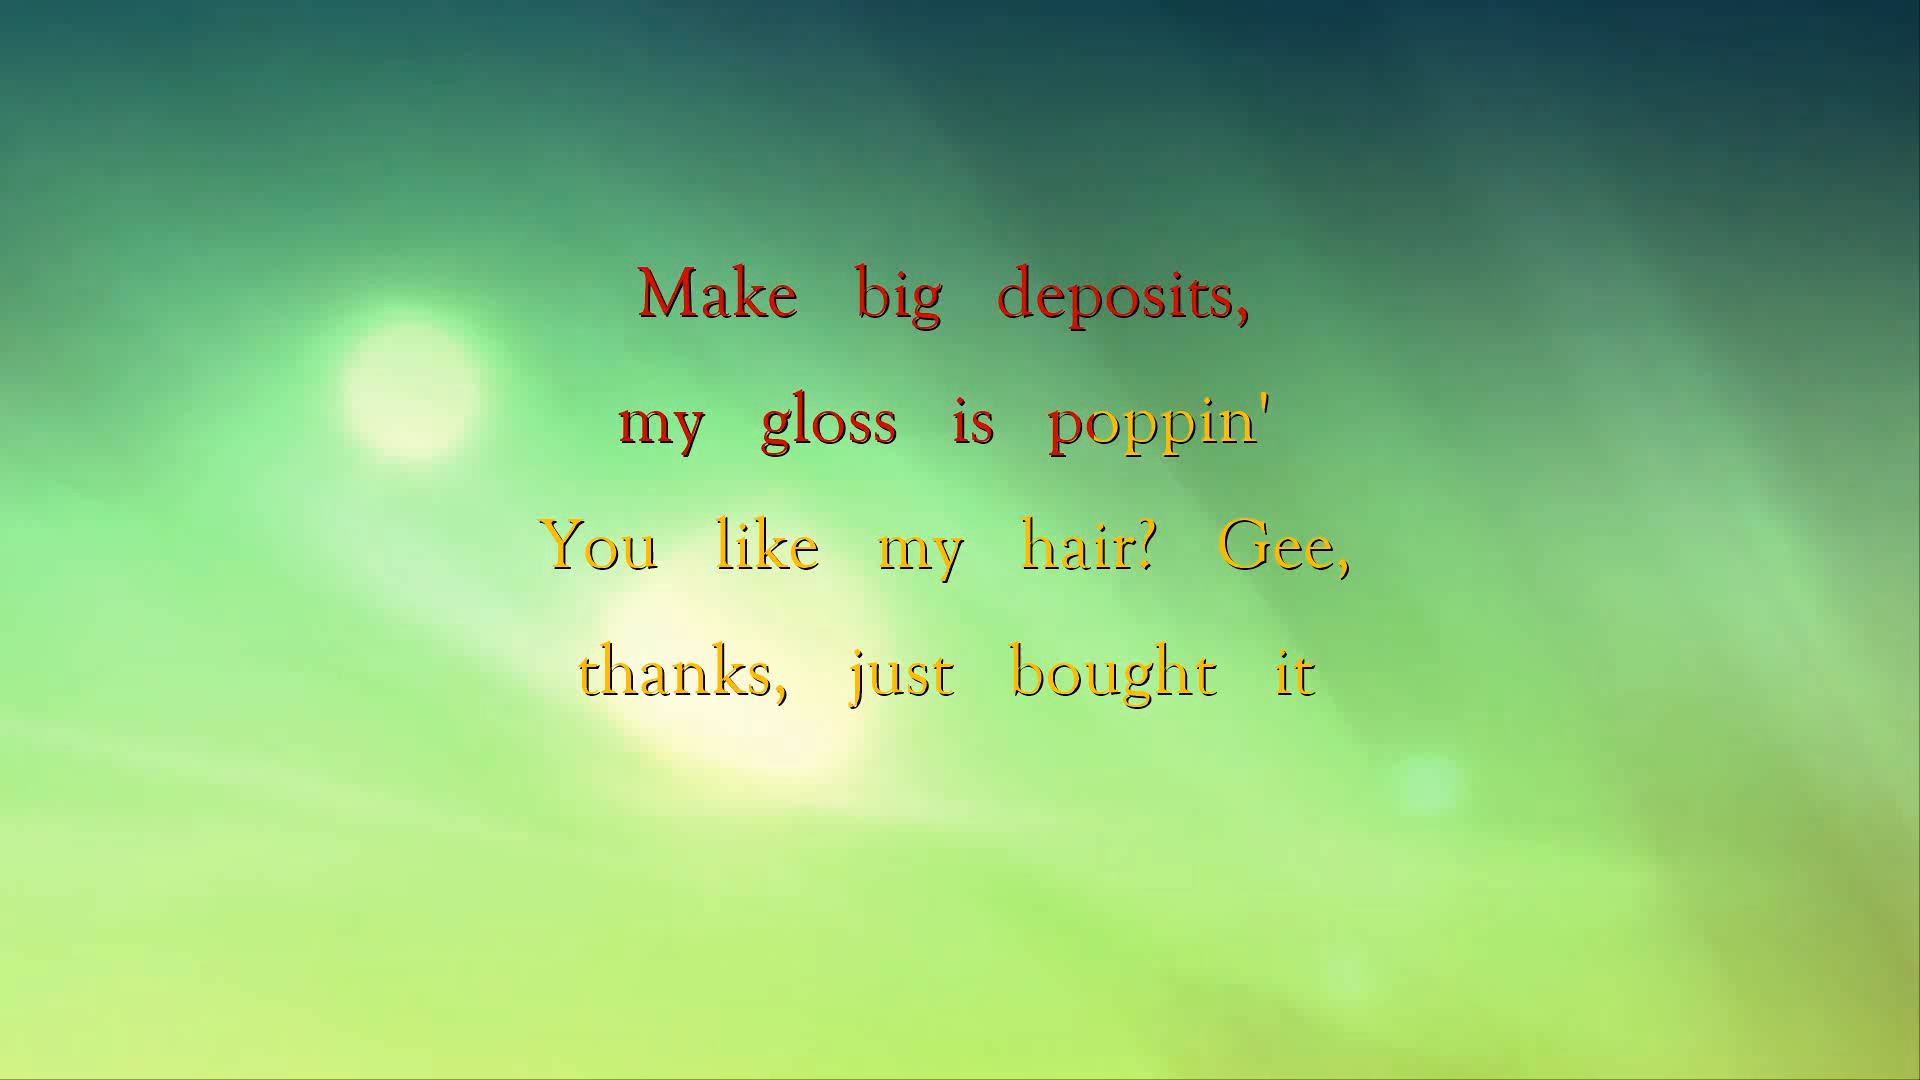 Make big deposits,
my gloss is poppin'
You like my hair? Gee,
thanks, just bought it